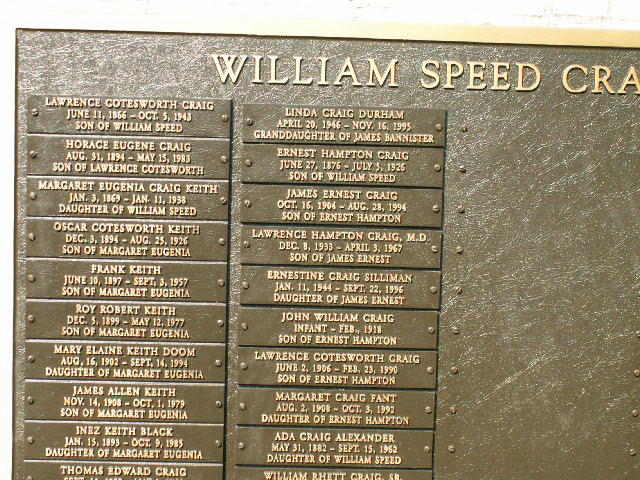 WILLIAM SPEED CRA
LAWRENCE COTESWORTH CRAIG
JUNE 11, 1866 – OCT. 5, 1943
SON OF WILLIAM SPEED
HORACE EUGENE CRAIG
AUG. 31, 1894 – MAY 15, 1983
SON OF LAWRENCE COTESWORTH
MARGARET EUGENIA CRAIG KEITH
JAN. 3, 1869 – JAN. 11, 1938
DAUGHTER OF WILLIAM SPEED
OSCAR COTESWORTH KEITH
DEC. 3, 1894 – AUG. 25, 1926
SON OF MARGARET EUGENIA
FRANK KEITH
JUNE 10, 1897 – SEPT. 3, 1957
SON OF MARGARET EUGENIA
ROY ROBERT KEITH
DEC. 5, 1899 – MAY 12, 1977
SON OF MARGARET EUGENIA
MARY ELAINE KEITH DOOM
AUG. 16, 1902 – SEPT. 14, 1994
DAUGHTER OF MARGARET EUGENIA
JAMES ALLEN KEITH
NOV. 14, 1908 – OCT. 1, 1979
SON OF MARGARET EUGENIA
INEZ KEITH BLACK
JAN. 15, 1893 – OCT. 9, 1985
DAUGHTER OF MARGARET EUGENIA
THOMAS EDWARD CRAIG
LINDA CRAIG DURHAM
APRIL 20, 1946 – NOV. 16, 1995
GRANDDAUGHTER OF JAMES BANNISTER
ERNEST HAMPTON CRAIG
JUNE 27, 1876 – JULY 5, 1926
SON OF WILLIAM SPEED
JAMES ERNEST CRAIG
OCT. 16, 1904 – AUG. 28, 1994
SON OF ERNEST HAMPTON
LAWRENCE HAMPTON CRAIG, M.D.
DEC. 8, 1933 – APRIL 3, 1967
SON OF JAMES ERNEST
ERNESTINE CRAIG SILLIMAN
JAN. 11, 1944 – SEPT. 22, 1996
DAUGHTER OF JAMES ERNEST
JOHN WILLIAM CRAIG
INFANT – FEB., 1918
SON OF ERNEST HAMPTON
LAWRENCE COTESWORTH CRAIG
JUNE 2, 1906 – FEB. 23, 1990
SON OF ERNEST HAMPTON
MARGARET CRAIG FANT
AUG. 2, 1908 – OCT. 3, 1992
DAUGHTER OF ERNEST HAMPTON
ADA CRAIG ALEXANDER
MAY 31, 1882 – SEPT. 15, 1962
DAUGHTER OF WILLIAM SPEED
WILLIAM RHETT CRAIG, SR.